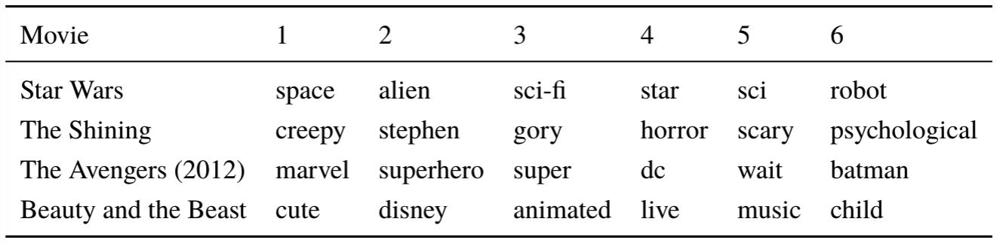 Movie 1 2 3 4 5 6
Star Wars space alien sci-fi star sci robot
The Shining creepy stephen gory horror scary psychological
The Avengers (2012) marvel superhero super dc wait batman
Beauty and the Beast cute disney animated live music child